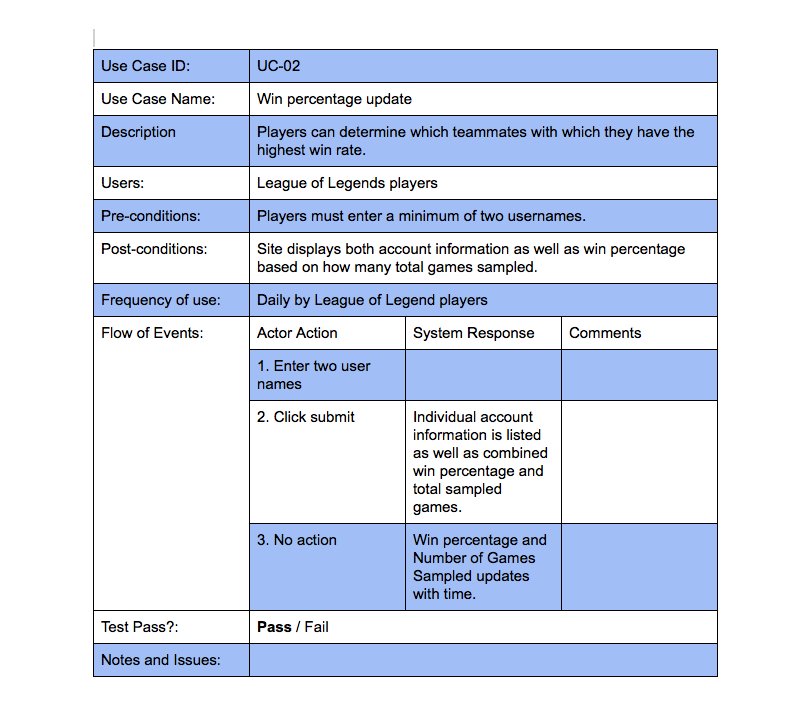 Use Case ID: UC-02
Use Case Name: Win percentage update
Description Players can determine which teammates with which they have the
highest win rate.
Users: League of Legends players
Pre-conditions: Players must enter a minimum of two usernames.
Post-conditions: Site displays both account information as well as win percentage
based on how many total games sampled.
Frequency of use: Daily by League of Legend players
Flow of Events: Actor Action System Response Comments
1. Enter two user
names
2. Click submit Individual account
information is listed
as well as combined
win percentage and
total sampled
games.
3. No action Win percentage and
Number of Games
Sampled updates
with time.
Test Pass?: Pass / Fail
Notes and Issues: